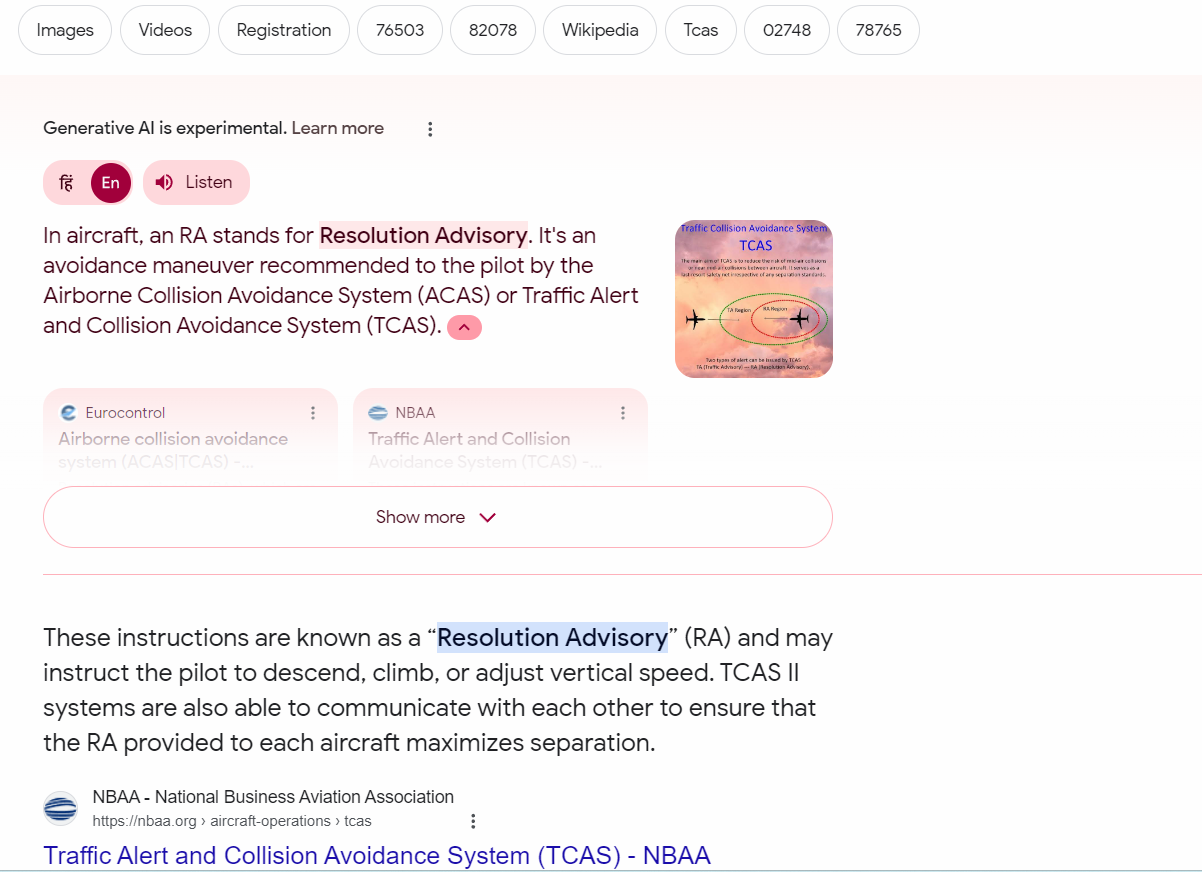 Images Videos Registration 76503 82078 Wikipedia Tcas 02748 78765
Generative AI is experimental. Learn more
हिं En Listen
In aircraft, an RA stands for Resolution Advisory. It's an
avoidance maneuver recommended to the pilot by the
Airborne Collision Avoidance System (ACAS) or Traffic Alert
and Collision Avoidance System (TCAS).
Traffic Collision Avoidance System
TCAS
The main aim of TCAS is to reduce the risk of mid-air collisions
or near mid-air collisions between aircraft. It serves as a
last-resort safety net irrespective of any separation standards.
TA Region RA Region
Two types of alert can be issued by TCAS
TA (Traffic Advisory) — RA (Resolution Advisory).
Eurocontrol
Airborne collision avoidance
system (ACAS|TCAS) -...
NBAA
Traffic Alert and Collision
Avoidance System (TCAS) -...
Show more
These instructions are known as a “Resolution Advisory” (RA) and may
instruct the pilot to descend, climb, or adjust vertical speed. TCAS II
systems are also able to communicate with each other to ensure that
the RA provided to each aircraft maximizes separation.
NBAA - National Business Aviation Association
https://nbaa.org › aircraft-operations › tcas
Traffic Alert and Collision Avoidance System (TCAS) - NBAA